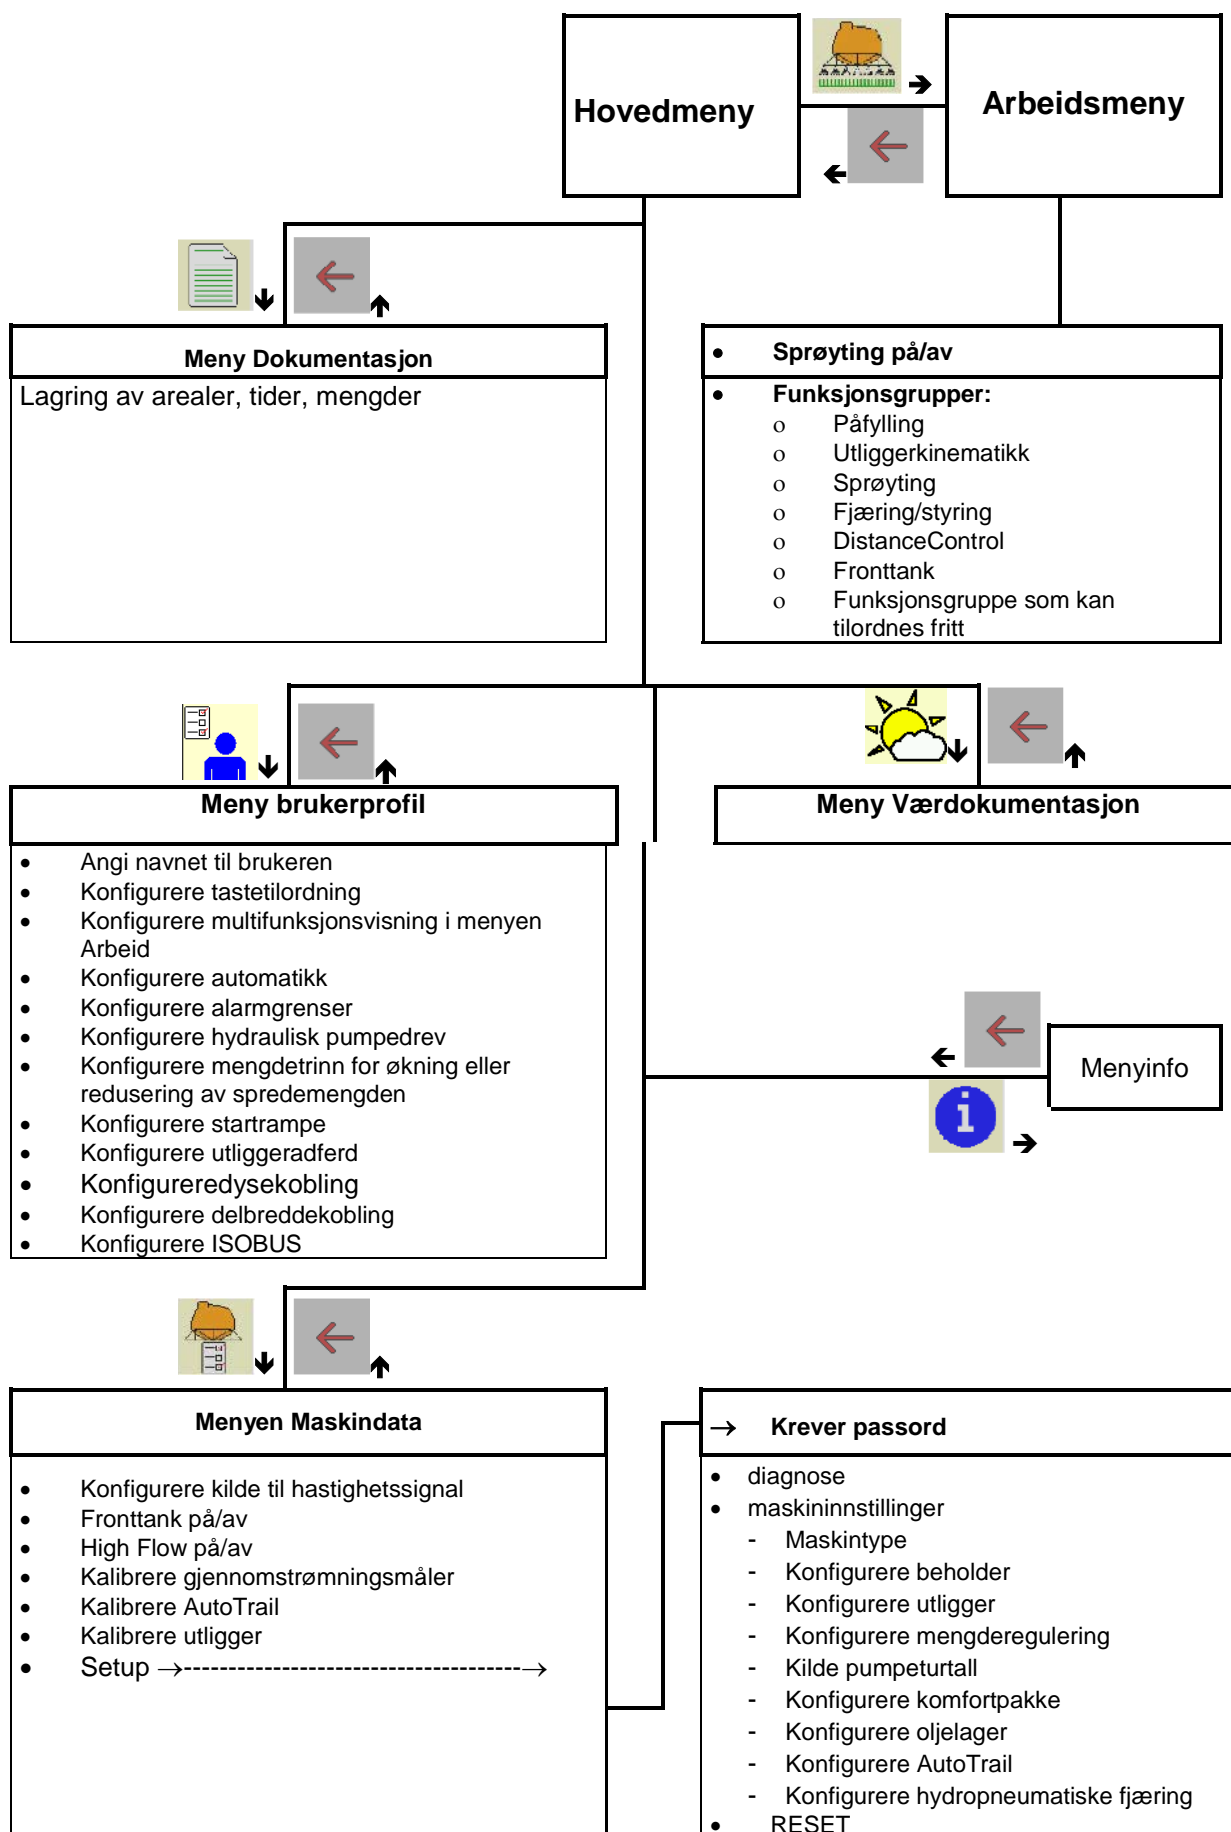 Hovedmeny
Arbeidsmeny
Meny Dokumentasjon
Lagring av arealer, tider, mengder
• Sprøyting på/av
• Funksjonsgrupper:
o Påfylling
o Utliggerkinematikk
o Sprøyting
o Fjæring/styring
o DistanceControl
o Fronttank
o Funksjonsgruppe som kan
tilordnes fritt
Meny brukerprofil
• Angi navnet til brukeren
• Konfigurere tastetilordning
• Konfigurere multifunksjonsvisning i menyen
Arbeid
• Konfigurere automatikk
• Konfigurere alarmgrenser
• Konfigurere hydraulisk pumpedrev
• Konfigurere mengdetrinn for økning eller
redusering av spredemengden
• Konfigurere startrampe
• Konfigurere utliggeradferd
• Konfigureredysekobling
• Konfigurere delbreddekobling
• Konfigurere ISOBUS
Meny Værdokumentasjon
Menyinfo
i
Menyen Maskindata
• Konfigurere kilde til hastighetssignal
• Fronttank på/av
• High Flow på/av
• Kalibrere gjennomstrømningsmåler
• Kalibrere AutoTrail
• Kalibrere utligger
• Setup →--------------------------------------→
→ Krever passord
• diagnose
• maskininnstillinger
- Maskintype
- Konfigurere beholder
- Konfigurere utligger
- Konfigurere mengderegulering
- Kilde pumpeturtall
- Konfigurere komfortpakke
- Konfigurere oljelager
- Konfigurere AutoTrail
- Konfigurere hydropneumatiske fjæring
• RESET